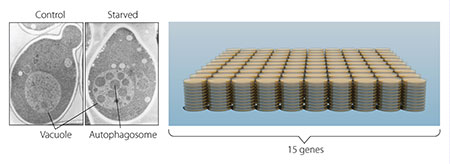 Control Starved
Vacuole Autophagosome
15 genes